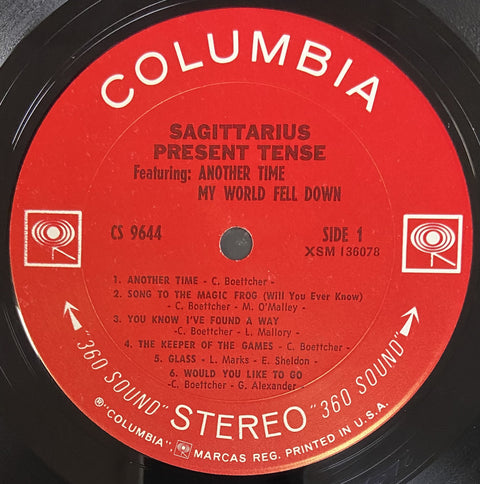 COLUMBIA
SAGITTARIUS
PRESENT TENSE
Featuring: ANOTHER TIME
MY WORLD FELL DOWN
CS 9644
SIDE 1
XSM 136078
1. ANOTHER TIME - C. Boettcher -
2. SONG TO THE MAGIC FROG (Will You Ever Know)
- C. Boettcher - M. O'Malley -
3. YOU KNOW I'VE FOUND A WAY
-C. Boettcher - L. Mallory -
4. THE KEEPER OF THE GAMES - C. Boettcher -
5. GLASS - L. Marks - E. Sheldon -
6. WOULD YOU LIKE TO GO
-C. Boettcher - G. Alexander -
"360 SOUND" STEREO "360 SOUND"
® "COLUMBIA", MARCAS REG. PRINTED IN U.S.A.